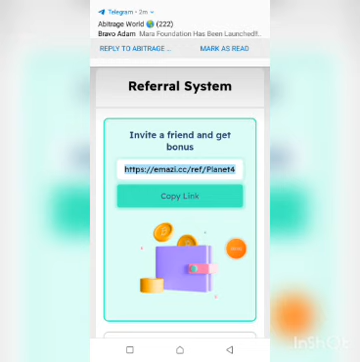 Telegram • 2m
Abitrage World 🌍 (222)
Bravo Adam Mara Foundation Has Been Launched!!..
REPLY TO ABITRAGE ...
MARK AS READ
Referral System
Invite a friend and get
bonus
https://emazi.cc/ref/Planet4
Copy Link
InShOt